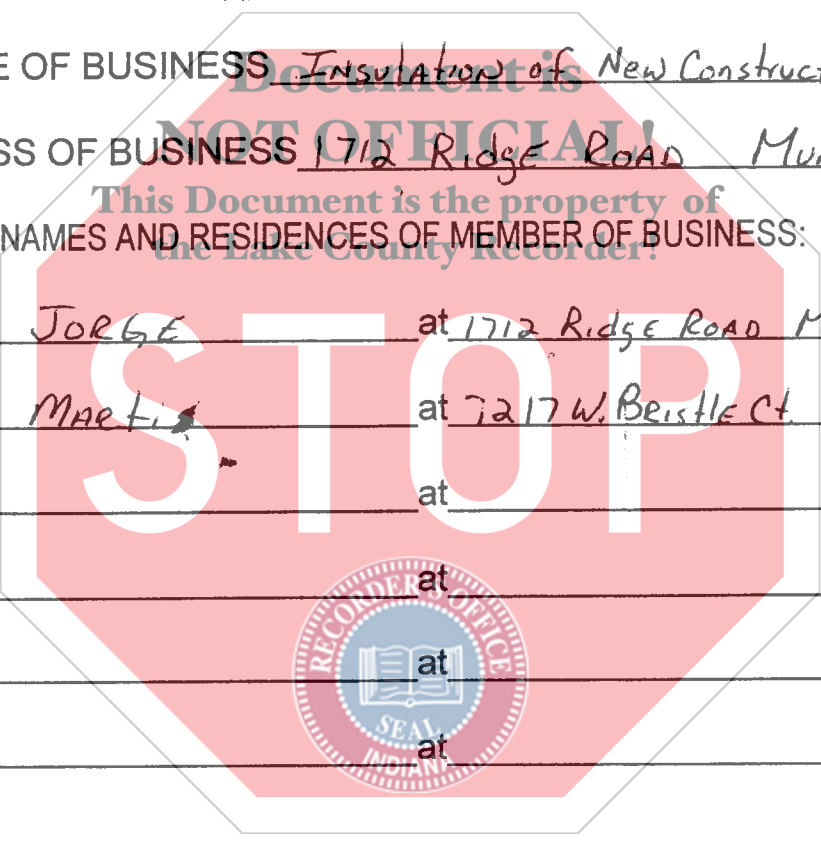 E OF BUSINESS Insulation of New Construct
Document is
SS OF BUSINESS 1712 Ridge Road Mu
NOT OFFICIAL!
This Document is the property of
NAMES AND RESIDENCES OF MEMBER OF BUSINESS:
the Lake County Recorder!
JORGE at 1712 Ridge Road M
at 7217 W. Bristle Ct.
STOP
at
at
RECORDER'S OFFICE
at
SEAL
INDIANA
at